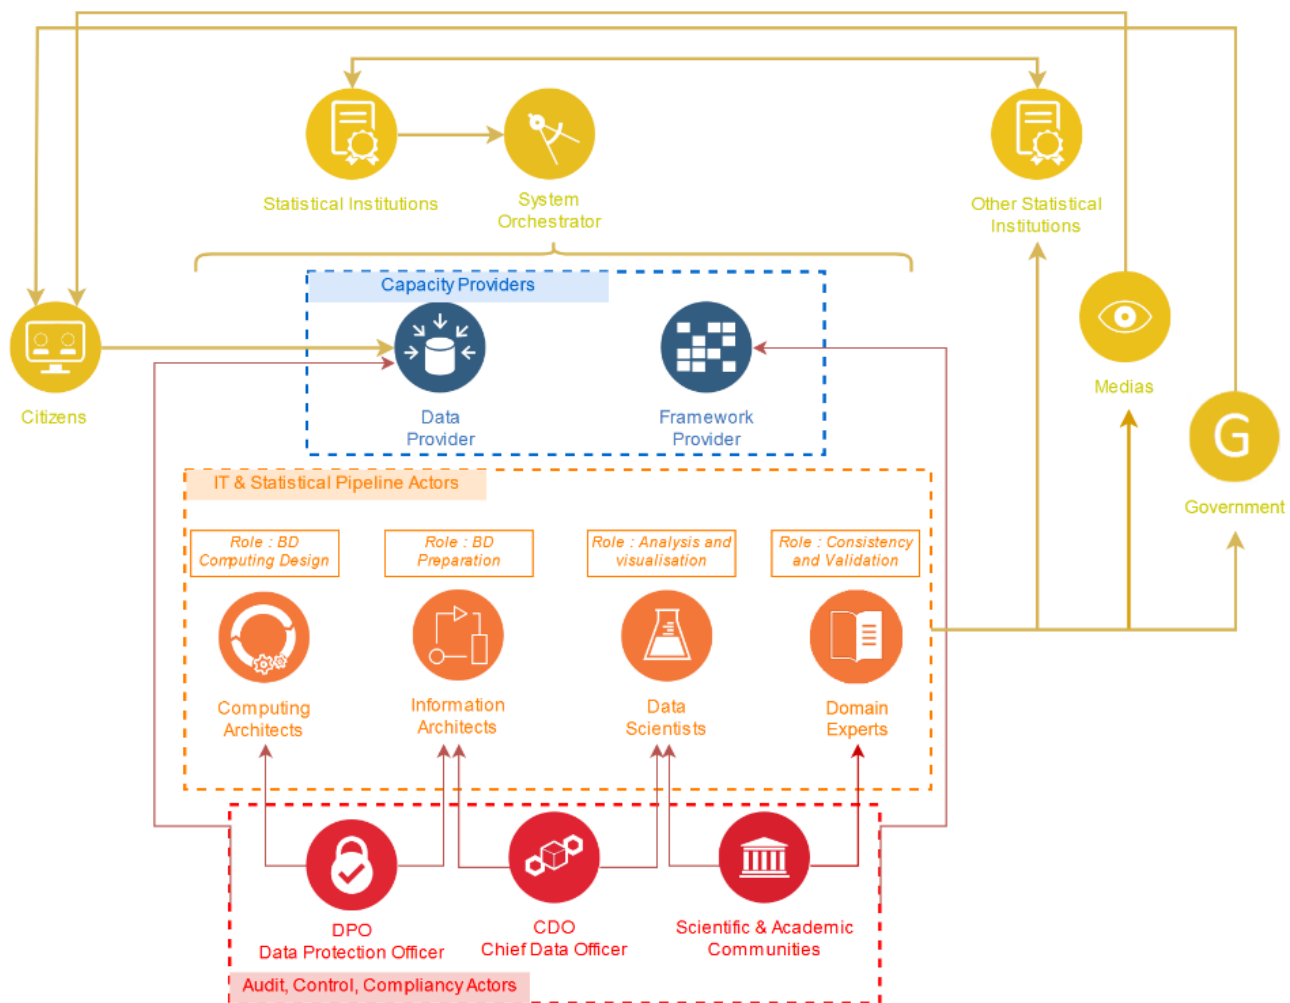 Statistical Institutions
System
Orchestrator
Other Statistical
Institutions
Capacity Providers
Citizens
Data
Provider
Framework
Provider
Medias
G
Government
IT & Statistical Pipeline Actors
Role : BD
Computing Design
Role : BD
Preparation
Role : Analysis and
visualisation
Role : Consistency
and Validation
Computing
Architects
Information
Architects
Data
Scientists
Domain
Experts
DPO
Data Protection Officer
CDO
Chief Data Officer
Scientific & Academic
Communities
Audit, Control, Compliancy Actors